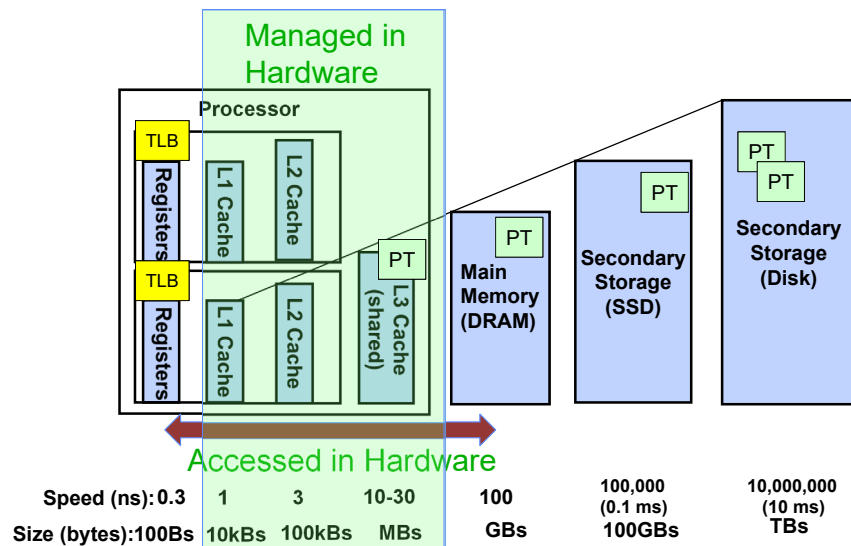 Managed in
Hardware
Processor
TLB
Registers
L1 Cache
L2 Cache
TLB
Registers
L1 Cache
L2 Cache
PT
L3 Cache
(shared)
PT
Main
Memory
(DRAM)
PT
Secondary
Storage
(SSD)
PT
PT
Secondary
Storage
(Disk)
Accessed in Hardware
Speed (ns): 0.3 1 3 10-30 100 100,000 10,000,000
(0.1 ms) (10 ms)
Size (bytes): 100Bs 10kBs 100kBs MBs GBs 100GBs TBs